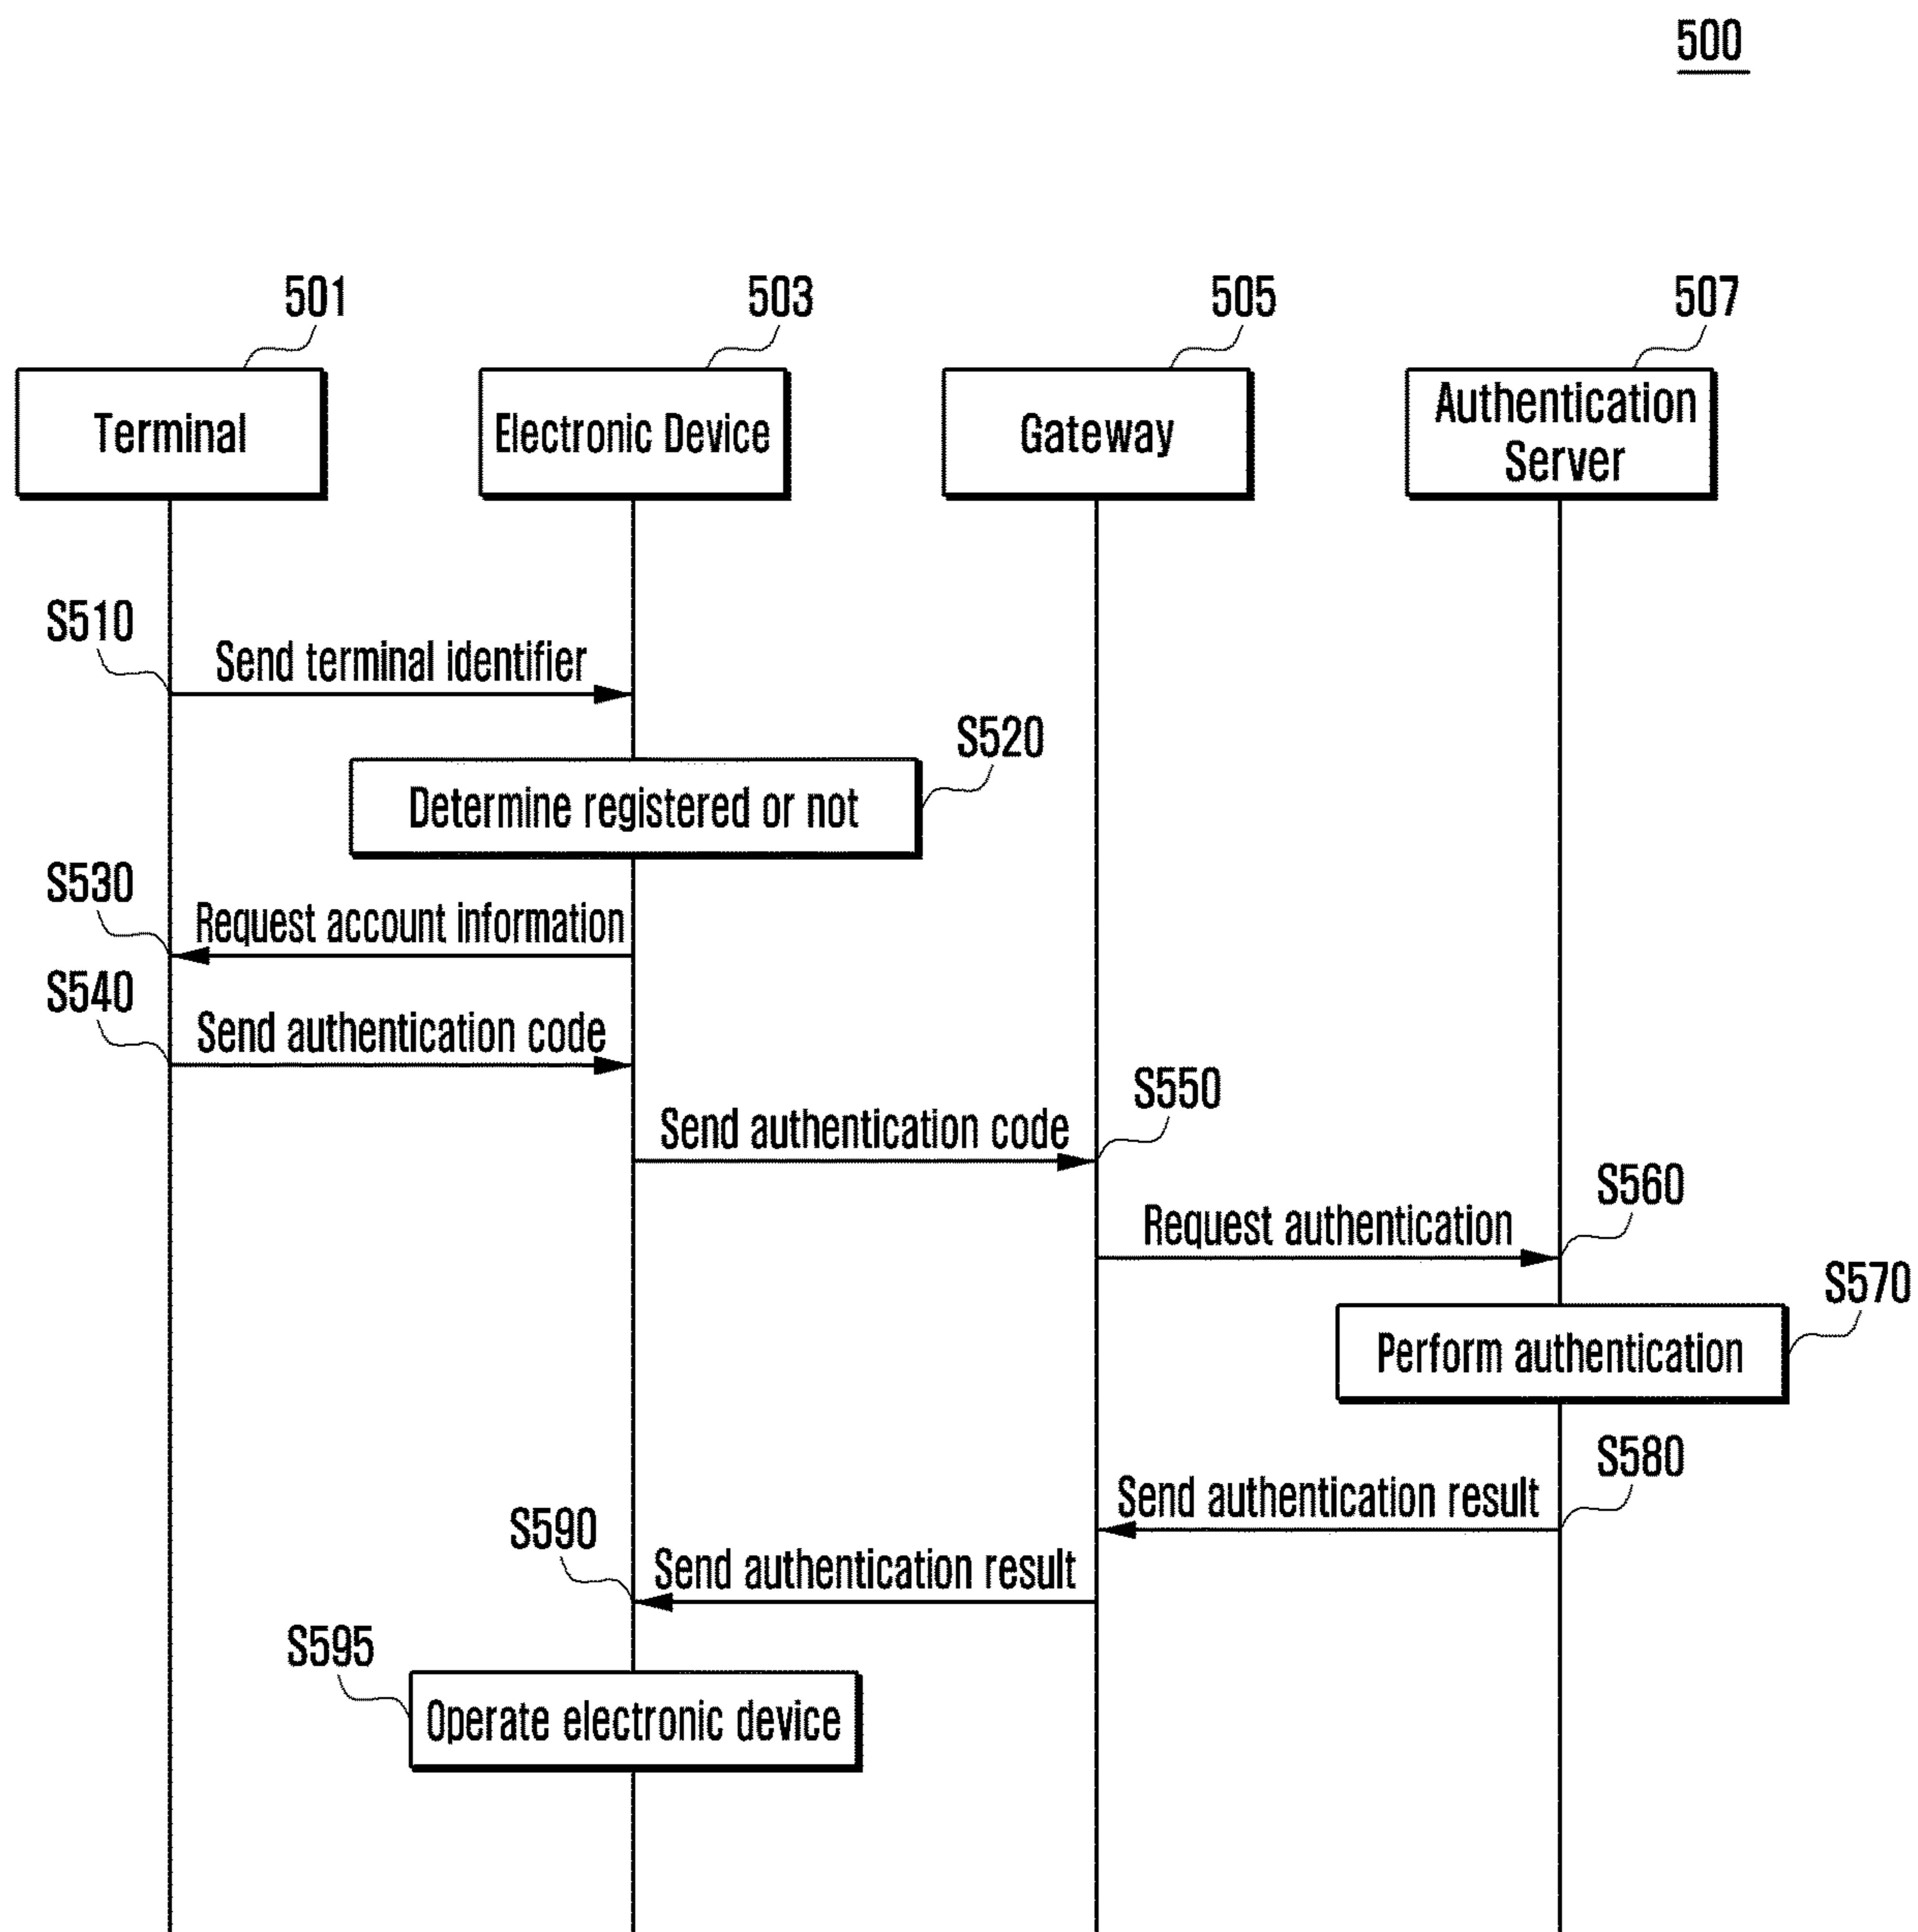 500
501
503
505
507
Terminal
Electronic Device
Gateway
Authentication
Server
S510
Send terminal identifier
S520
Determine registered or not
S530
Request account information
S540
Send authentication code
S550
Send authentication code
S560
Request authentication
S570
Perform authentication
S580
Send authentication result
S590
Send authentication result
S595
Operate electronic device